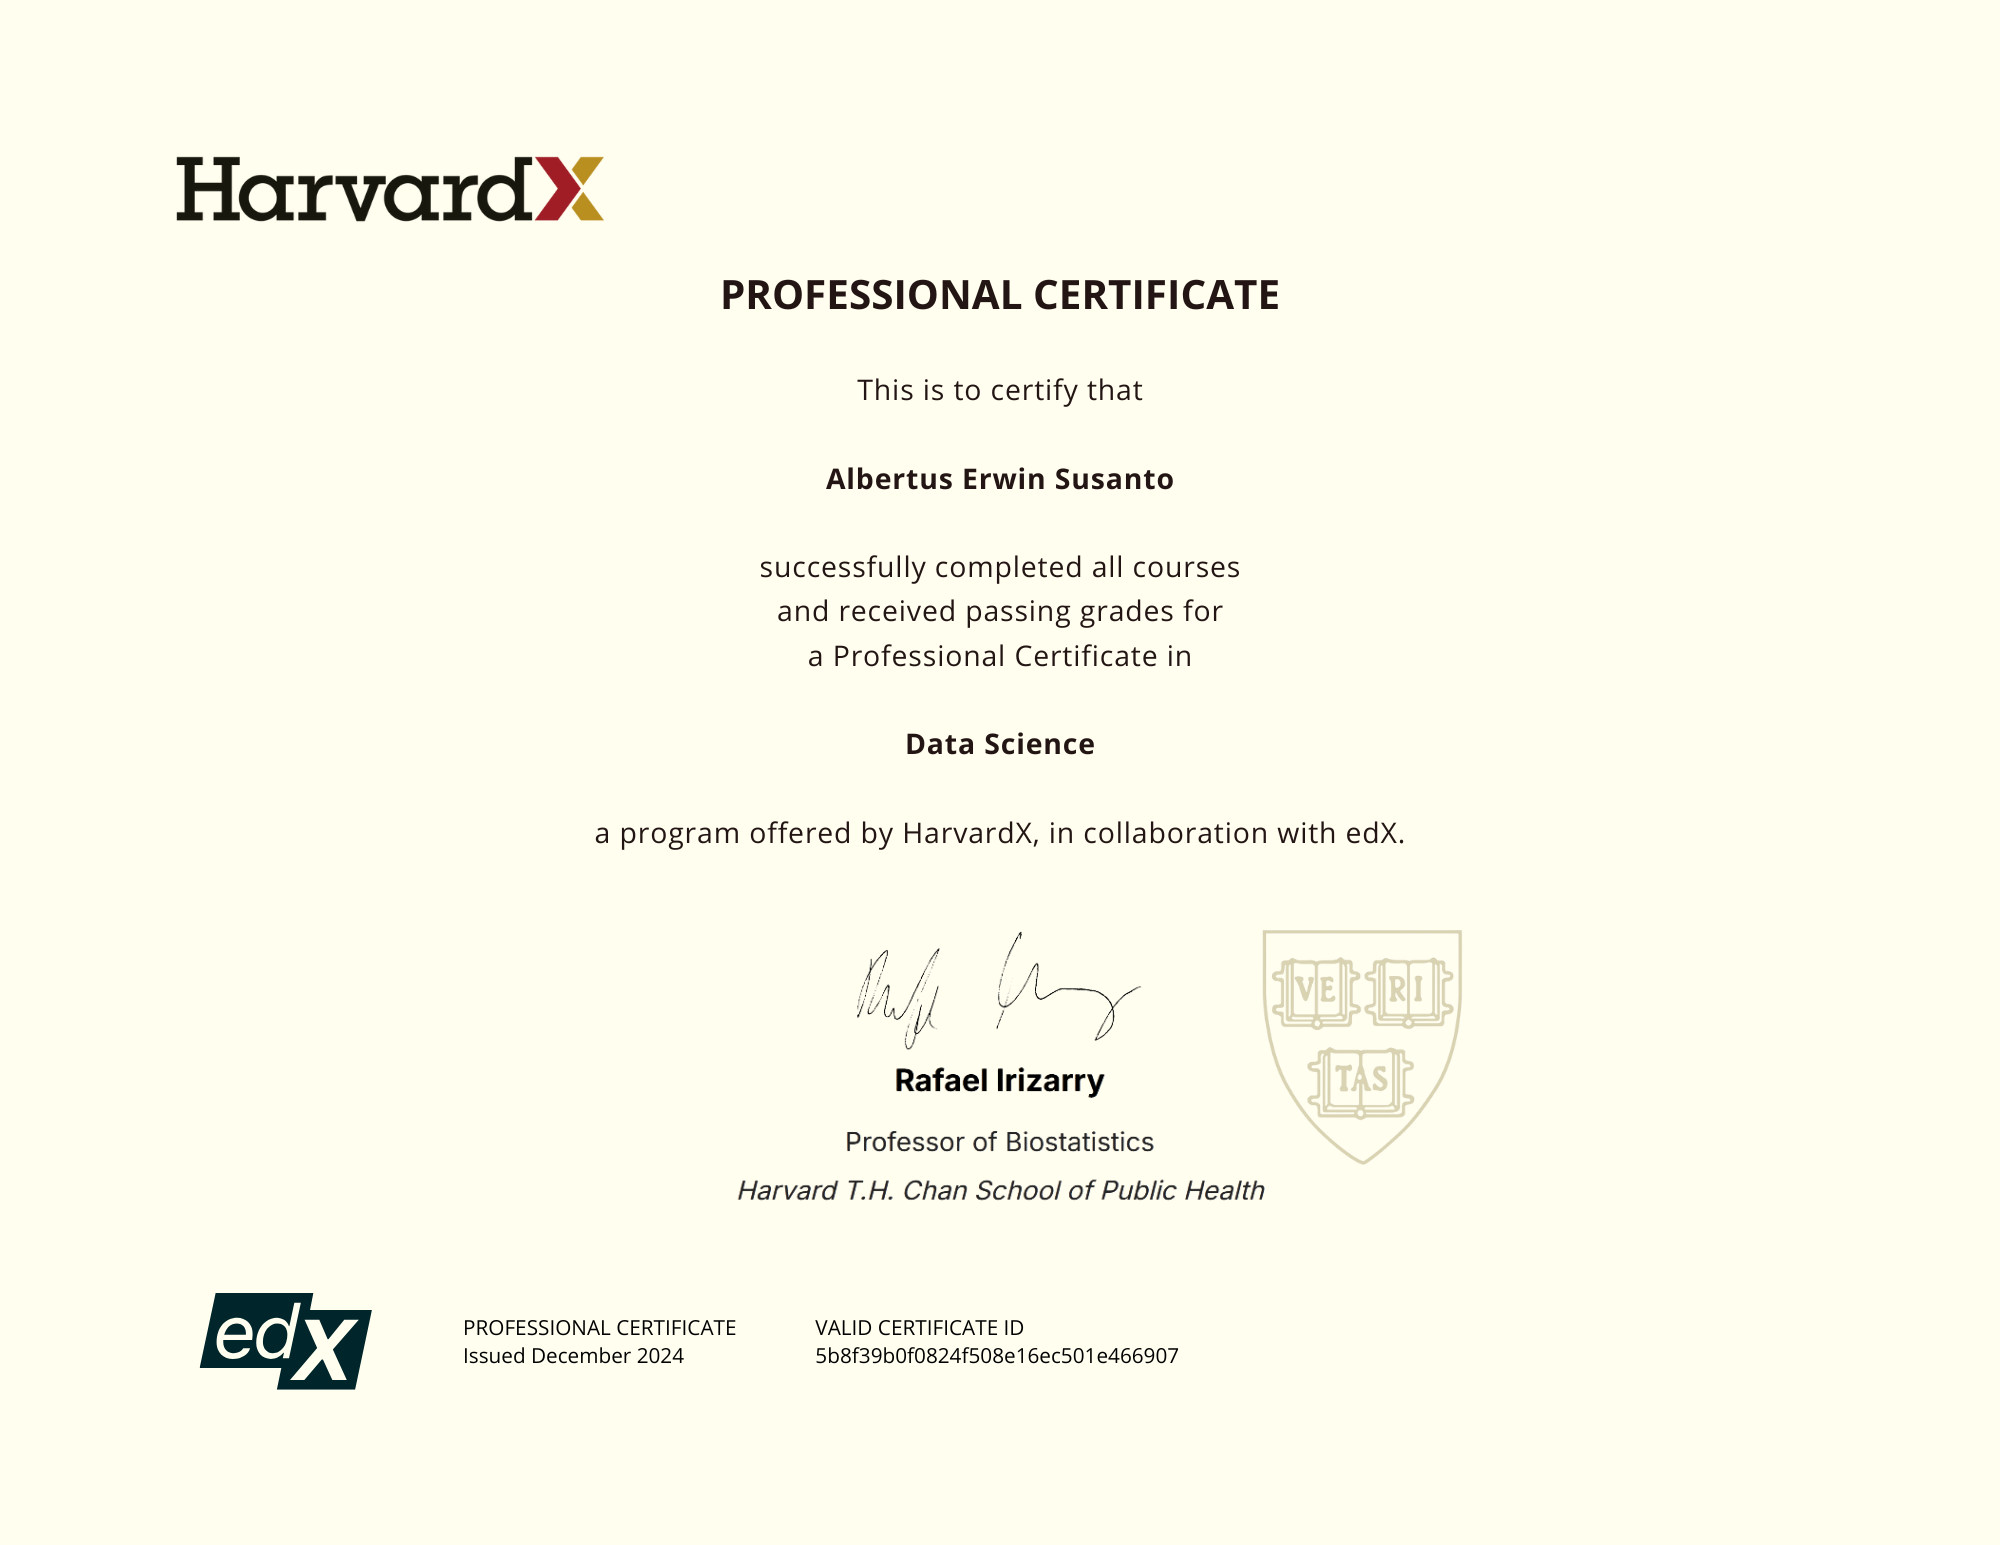 HarvardX
PROFESSIONAL CERTIFICATE
This is to certify that
Albertus Erwin Susanto
successfully completed all courses
and received passing grades for
a Professional Certificate in
Data Science
a program offered by HarvardX, in collaboration with edX.
VE RI
TAS
Rafael Irizarry
Professor of Biostatistics
Harvard T.H. Chan School of Public Health
edX
PROFESSIONAL CERTIFICATE
Issued December 2024
VALID CERTIFICATE ID
5b8f39b0f0824f508e16ec501e466907